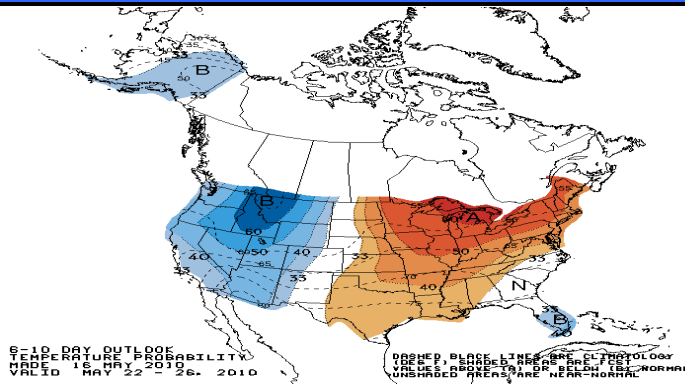 B
50
33
B
60
50
40
40
33
33
A
50
40
33
33
N
33
B
40
6-10 DAY OUTLOOK
TEMPERATURE PROBABILITY
MADE 16 MAY 2010
VALID MAY 22 - 26, 2010
DASHED BLACK LINES ARE CLIMATOLOGY
(DEG F) SHADED AREAS ARE FCST
VALUES ABOVE (A) OR BELOW (B) NORMAL
UNSHADED AREAS ARE NEAR-NORMAL